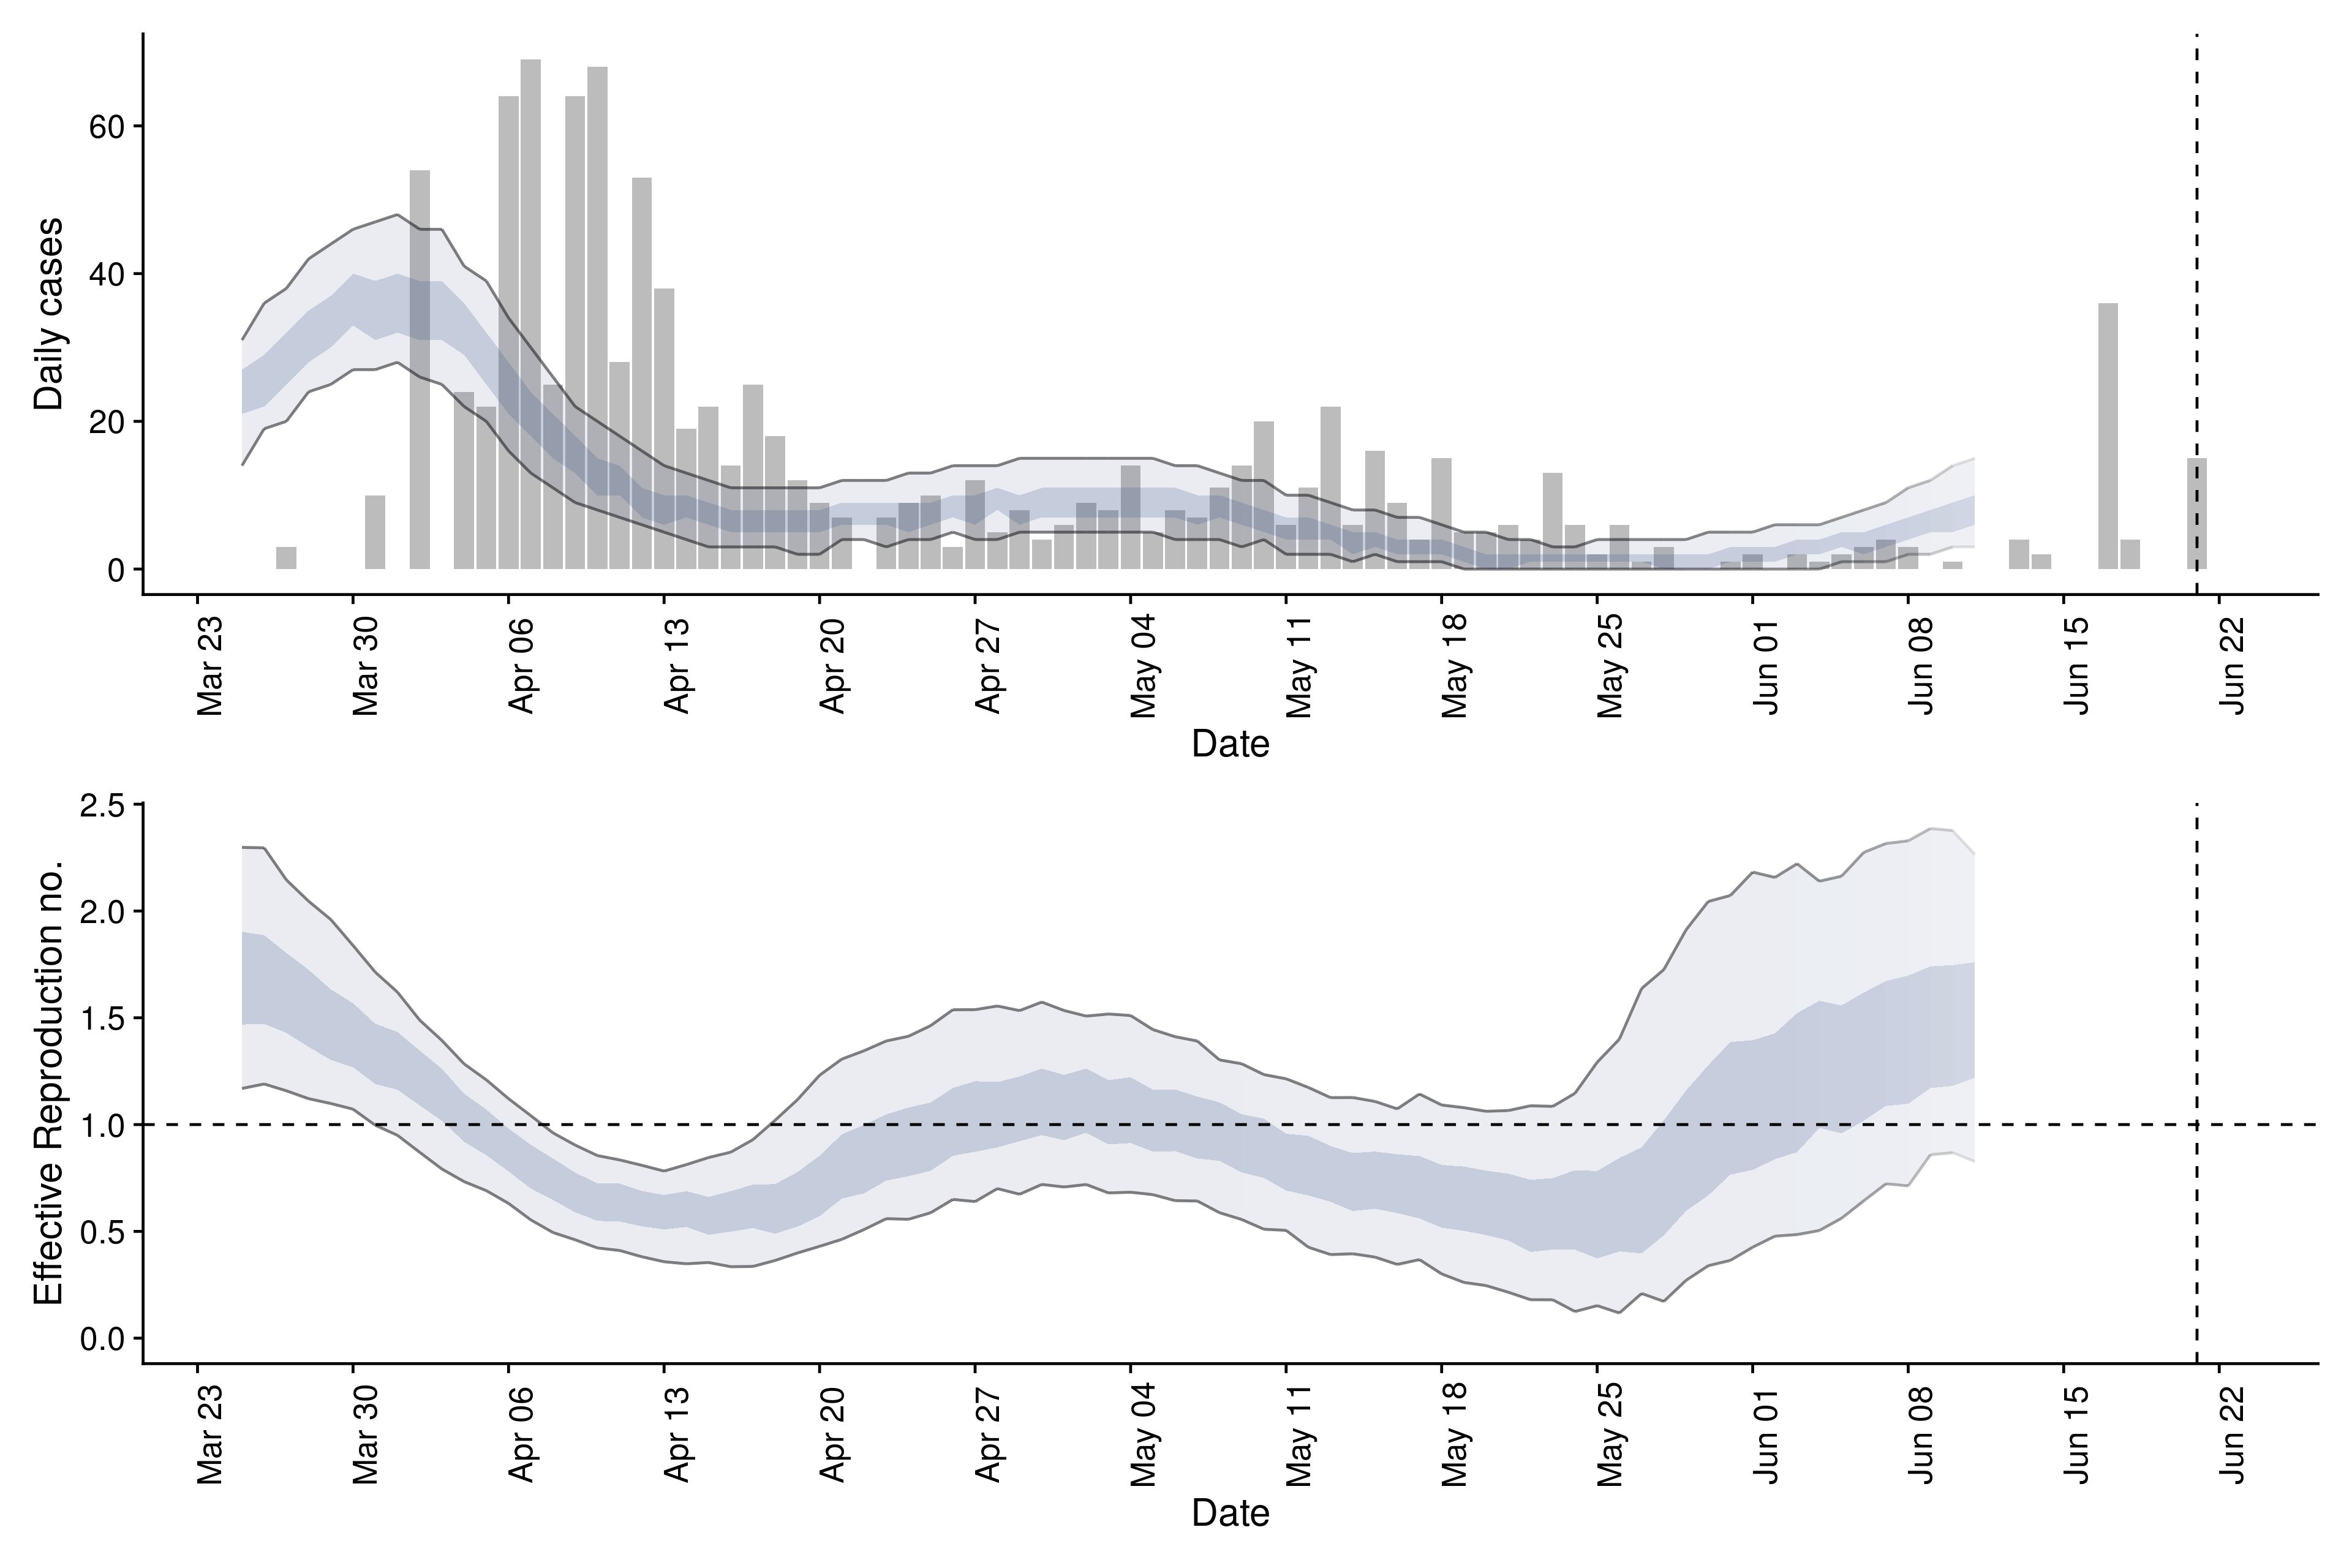 Daily cases
60
40
20
0
Mar 23
Mar 30
Apr 06
Apr 13
Apr 20
Apr 27
May 04
May 11
May 18
May 25
Jun 01
Jun 08
Jun 15
Jun 22
Date
Effective Reproduction no.
2.5
2.0
1.5
1.0
0.5
0.0
Mar 23
Mar 30
Apr 06
Apr 13
Apr 20
Apr 27
May 04
May 11
May 18
May 25
Jun 01
Jun 08
Jun 15
Jun 22
Date